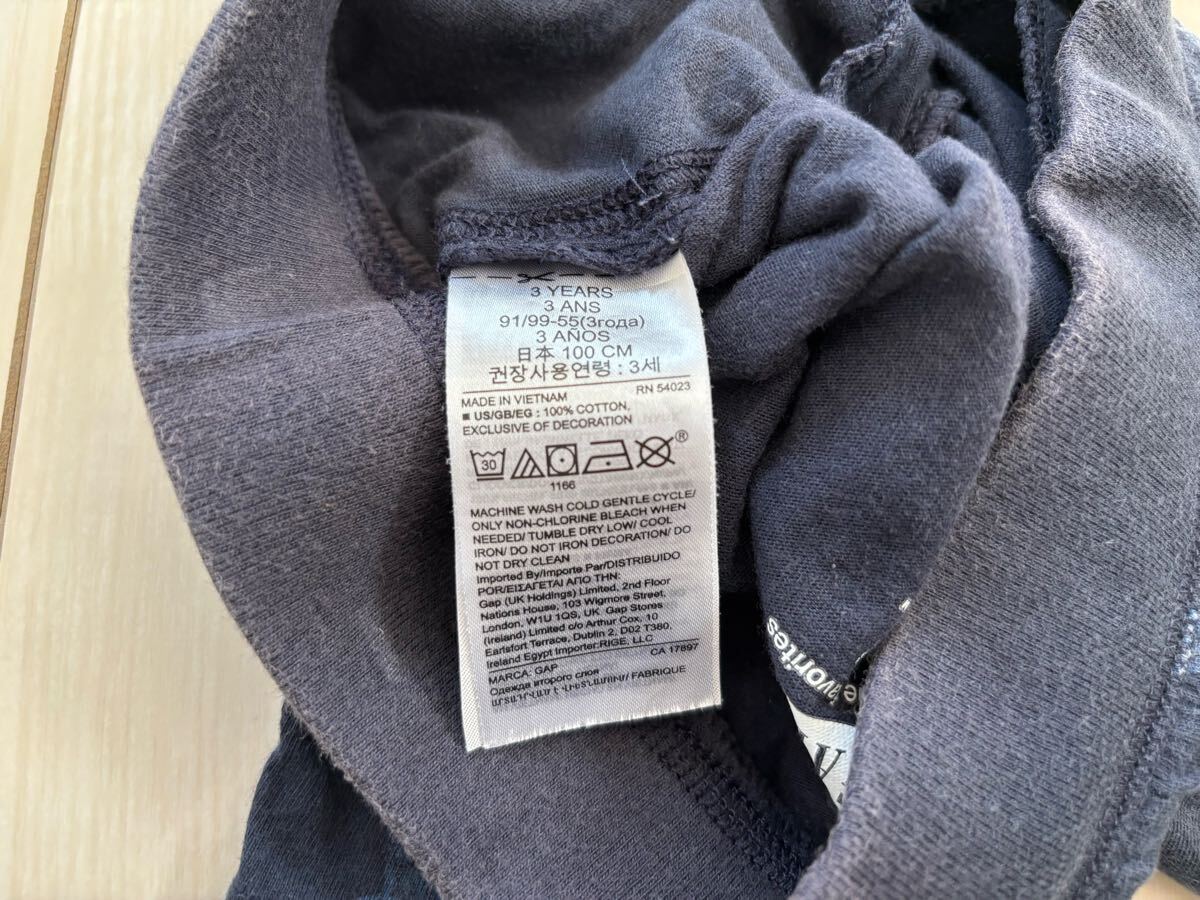 3 YEARS
3 ANS
91/99-55(3года)
3 AÑOS
日本 100 CM
권장사용연령 : 3세
MADE IN VIETNAM
RN 54023
US/GB/EG : 100% COTTON,
EXCLUSIVE OF DECORATION
30
®
1166
MACHINE WASH COLD GENTLE CYCLE/
ONLY NON-CHLORINE BLEACH WHEN
NEEDED/ TUMBLE DRY LOW/ COOL
IRON/ DO NOT IRON DECORATION/ DO
NOT DRY CLEAN
Imported By/Importe Par/DISTRIBUIDO
POR/ΕΙΣΑΓΕΤΑΙ ΑΠΟ ΤΗΝ:
Gap (UK Holdings) Limited, 2nd Floor
Nations House, 103 Wigmore Street,
London, W1U 1QS, UK Gap Stores
(Ireland) Limited c/o Arthur Cox, 10
Earlsfort Terrace, Dublin 2, D02 T380,
Ireland Egypt Importer:RIGE, LLC
CA 17897
MARCA: GAP
Одежда второго слоя
ԱՐՏԱԴՐՎԱԾ Է ՎԻԵՏՆԱՄՈՒՄ/ FABRIQUE
favorites